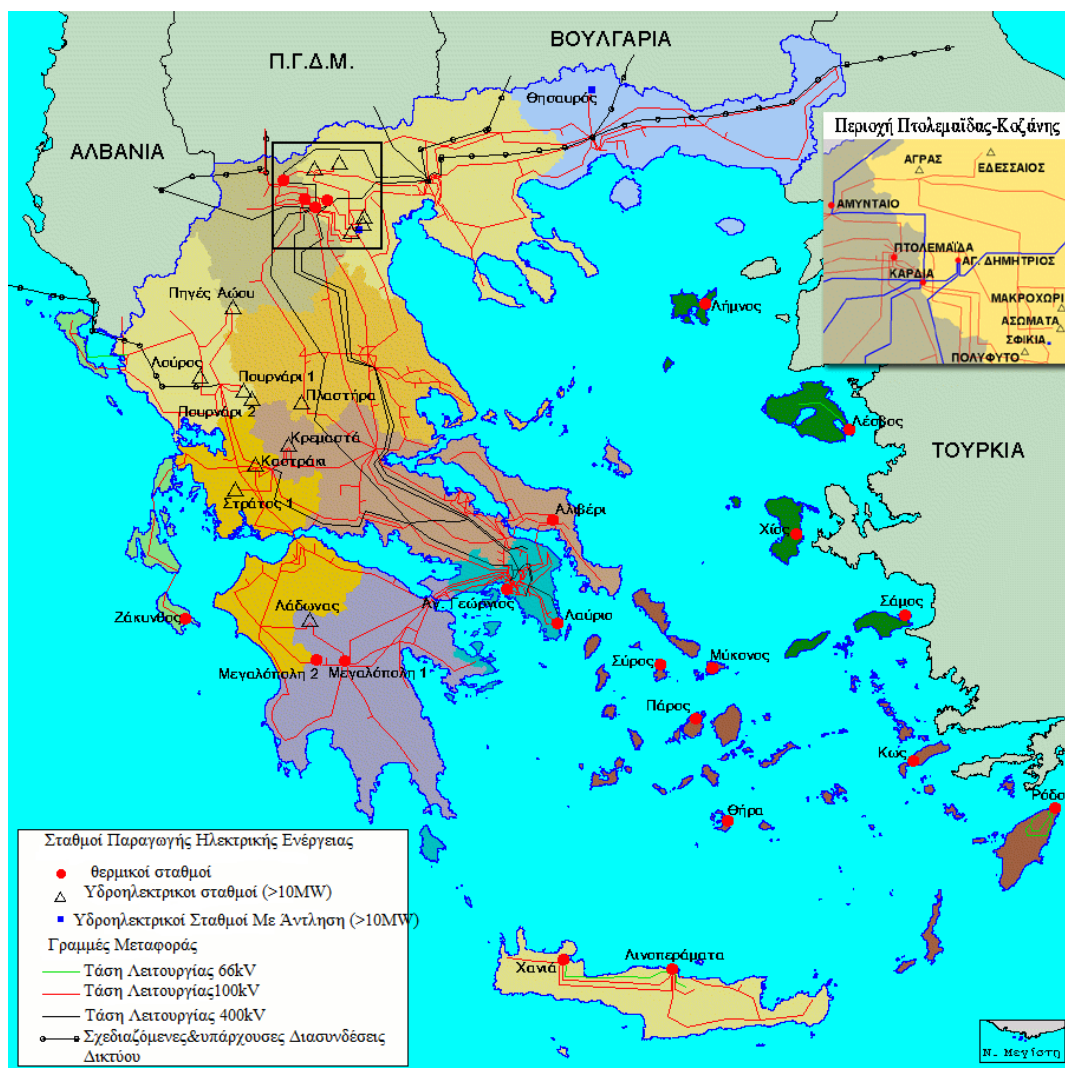 ΒΟΥΛΓΑΡΙΑ
Π.Γ.Δ.Μ.
Θησαυρός
ΑΛΒΑΝΙΑ
Περιοχή Πτολεμαΐδας-Κοζάνης
ΑΓΡΑΣ
ΕΔΕΣΣΑΙΟΣ
ΑΜΥΝΤΑΙΟ
ΠΤΟΛΕΜΑΪΔΑ
ΑΓ. ΔΗΜΗΤΡΙΟΣ
ΚΑΡΔΙΑ
ΜΑΚΡΟΧΩΡΙ
ΑΣΩΜΑΤΑ
ΣΦΙΚΙΑ
ΠΟΛΥΦΥΤΟ
Πηγές Αώου
Λήμνος
Λούρος
Πουρνάρι 1
Πλαστήρα
Πουρνάρι 2
Λέσβος
Κρεμαστά
ΤΟΥΡΚΙΑ
Καστράκι
Στράτος 1
Αλιβέρι
Χίος
Λάδωνας
Αγ. Γεώργιος
Ζάκυνθος
Λαύριο
Σάμος
Μεγαλόπολη 2
Μεγαλόπολη 1
Σύρος
Μύκονος
Πάρος
Κως
Θήρα
Ρόδο
Σταθμοί Παραγωγής Ηλεκτρικής Ενέργειας
θερμικοί σταθμοί
Υδροηλεκτρικοι σταθμοί (>10MW)
Υδροηλεκτρικοί Σταθμοί Με Άντληση (>10MW)
Γραμμές Μεταφοράς
Τάση Λειτουργίας 66kV
Τάση Λειτουργίας100kV
Τάση Λειτουργίας 400kV
Σχεδιαζόμενες&υπάρχουσες Διασυνδέσεις
Δικτύου
Χανιά
Λινοπεράματα
Ν. Μεγίστη